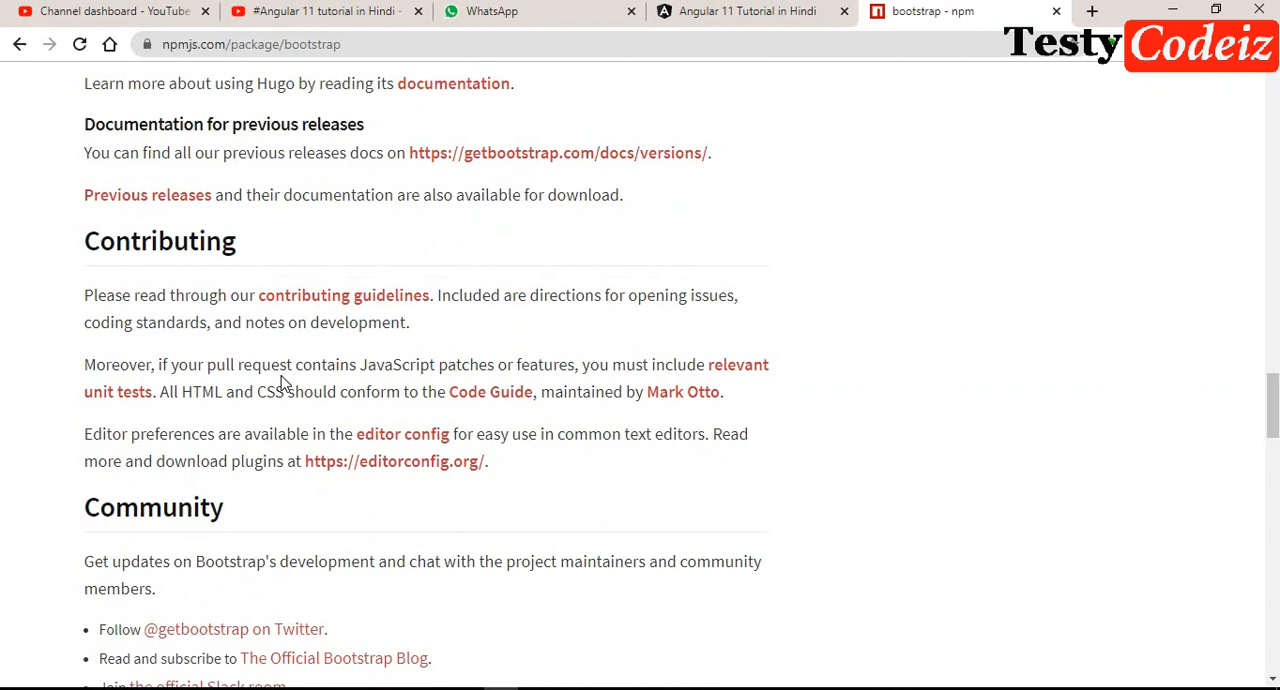 Channel dashboard - YouTube
#Angular 11 tutorial in Hindi -
WhatsApp
Angular 11 Tutorial in Hindi
bootstrap - npm
npmjs.com/package/bootstrap
Testy Codeiz
Learn more about using Hugo by reading its documentation.
Documentation for previous releases
You can find all our previous releases docs on https://getbootstrap.com/docs/versions/.
Previous releases and their documentation are also available for download.
Contributing
Please read through our contributing guidelines. Included are directions for opening issues,
coding standards, and notes on development.
Moreover, if your pull request contains JavaScript patches or features, you must include relevant
unit tests. All HTML and CSS should conform to the Code Guide, maintained by Mark Otto.
Editor preferences are available in the editor config for easy use in common text editors. Read
more and download plugins at https://editorconfig.org/.
Community
Get updates on Bootstrap's development and chat with the project maintainers and community
members.
Follow @getbootstrap on Twitter.
Read and subscribe to The Official Bootstrap Blog.
Join the official Slack room.